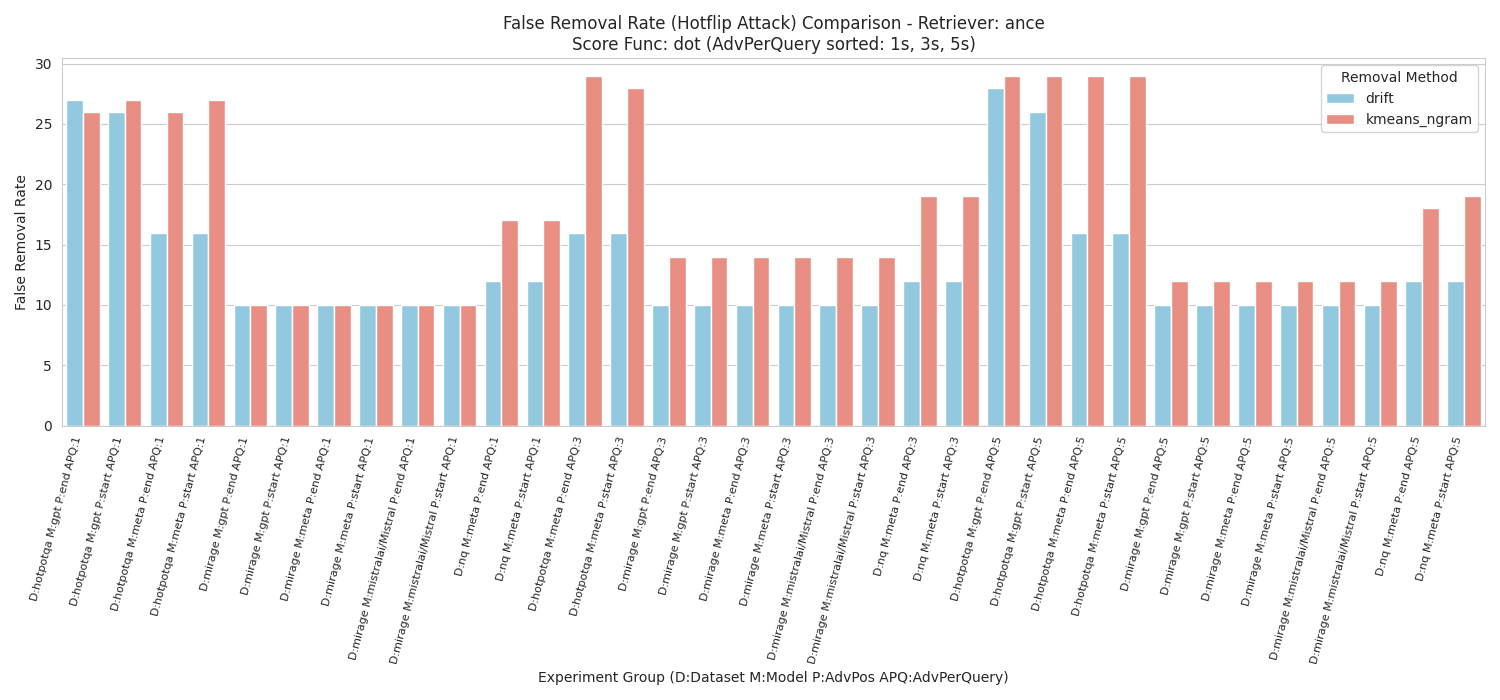 False Removal Rate (Hotflip Attack) Comparison - Retriever: ance
Score Func: dot (AdvPerQuery sorted: 1s, 3s, 5s)
Removal Method
drift
kmeans_ngram
False Removal Rate
30
25
20
15
10
5
0
D:hotpotqa M:gpt P:end APQ:1
D:hotpotqa M:gpt P:start APQ:1
D:hotpotqa M:meta P:end APQ:1
D:hotpotqa M:meta P:start APQ:1
D:mirage M:gpt P:end APQ:1
D:mirage M:gpt P:start APQ:1
D:mirage M:meta P:end APQ:1
D:mirage M:meta P:start APQ:1
D:mirage M:mistralai/Mistral P:end APQ:1
D:mirage M:mistralai/Mistral P:start APQ:1
D:nq M:meta P:end APQ:1
D:nq M:meta P:start APQ:1
D:hotpotqa M:meta P:end APQ:3
D:hotpotqa M:meta P:start APQ:3
D:mirage M:gpt P:end APQ:3
D:mirage M:gpt P:start APQ:3
D:mirage M:meta P:end APQ:3
D:mirage M:meta P:start APQ:3
D:mirage M:mistralai/Mistral P:end APQ:3
D:mirage M:mistralai/Mistral P:start APQ:3
D:nq M:meta P:end APQ:3
D:nq M:meta P:start APQ:3
D:hotpotqa M:gpt P:end APQ:5
D:hotpotqa M:gpt P:start APQ:5
D:hotpotqa M:meta P:end APQ:5
D:hotpotqa M:meta P:start APQ:5
D:mirage M:gpt P:end APQ:5
D:mirage M:gpt P:start APQ:5
D:mirage M:meta P:end APQ:5
D:mirage M:meta P:start APQ:5
D:mirage M:mistralai/Mistral P:end APQ:5
D:mirage M:mistralai/Mistral P:start APQ:5
D:nq M:meta P:end APQ:5
D:nq M:meta P:start APQ:5
Experiment Group (D:Dataset M:Model P:AdvPos APQ:AdvPerQuery)